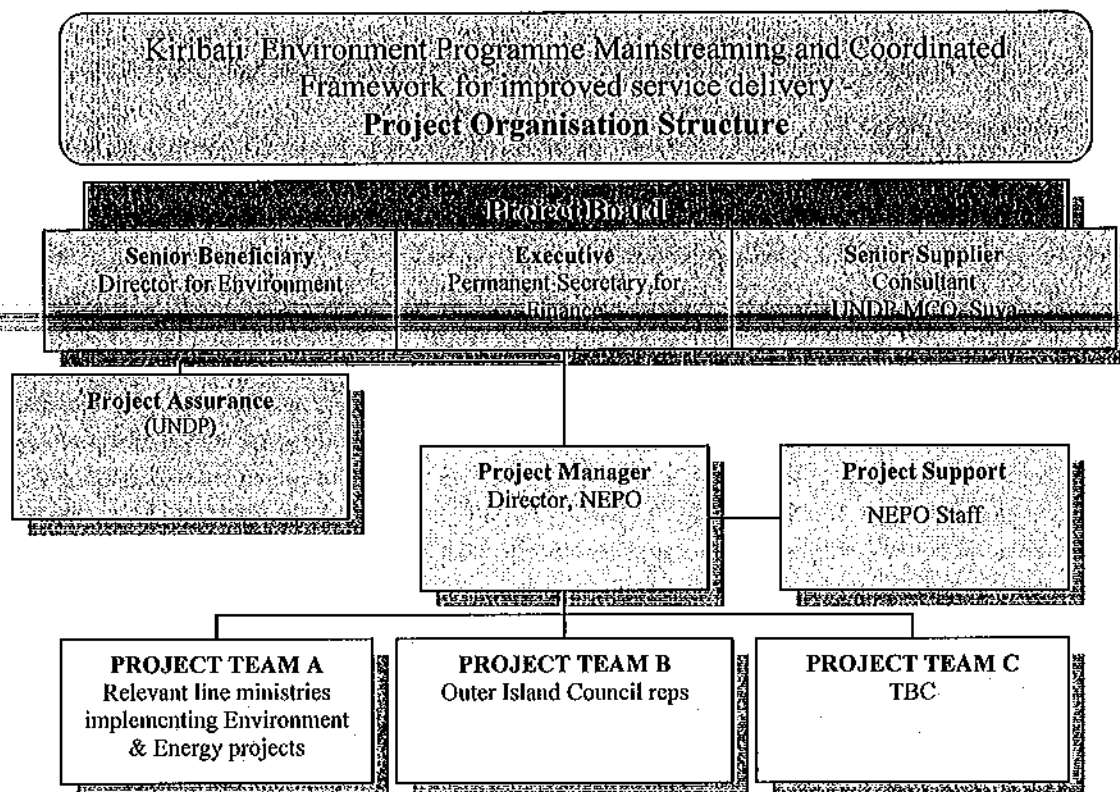 Kiribati Environment Programme Mainstreaming and Coordinated
Framework for improved service delivery -
Project Organisation Structure
Project Board
Senior Beneficiary
Director for Environment
Executive
Permanent Secretary for
Finance
Senior Supplier
Consultant
UNDP MCO, Suva
Project Assurance
(UNDP)
Project Manager
Director, NEPO
Project Support
NEPO Staff
PROJECT TEAM A
Relevant line ministries
implementing Environment
& Energy projects
PROJECT TEAM B
Outer Island Council reps
PROJECT TEAM C
TBC